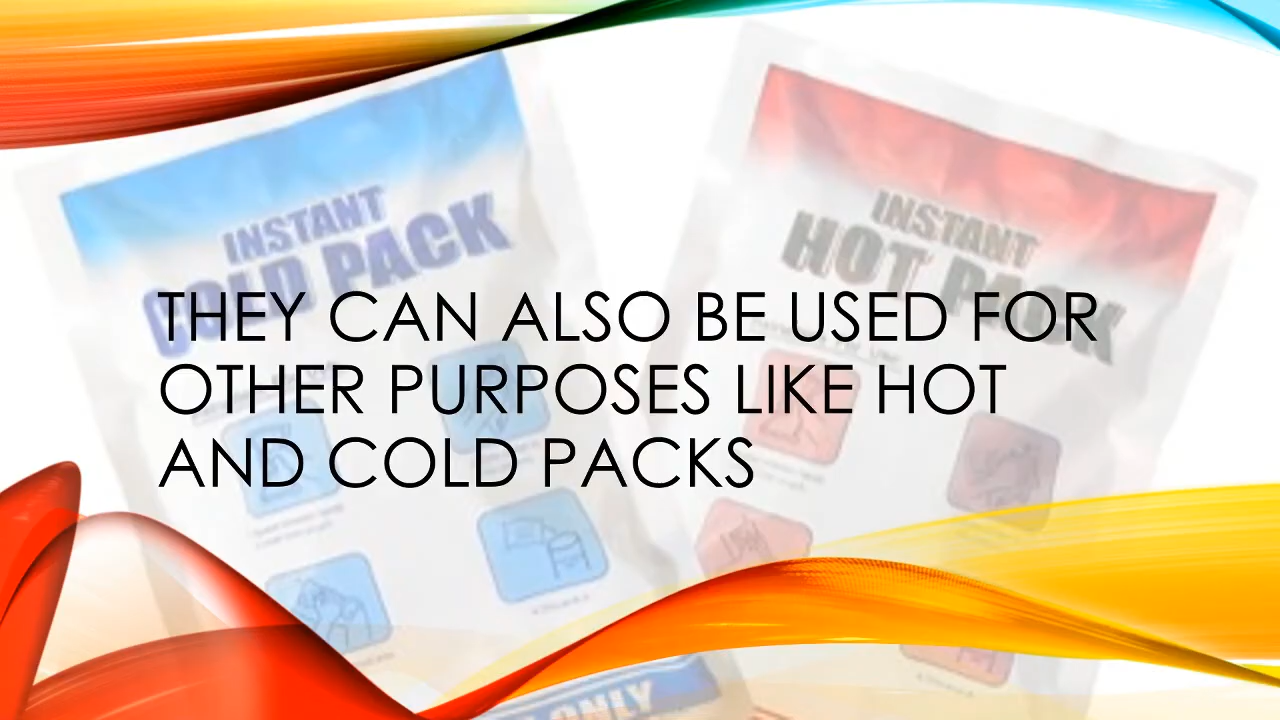 INSTANT
COLD PACK
INSTANT
HOT PACK
THEY CAN ALSO BE USED FOR
OTHER PURPOSES LIKE HOT
AND COLD PACKS
ONLY